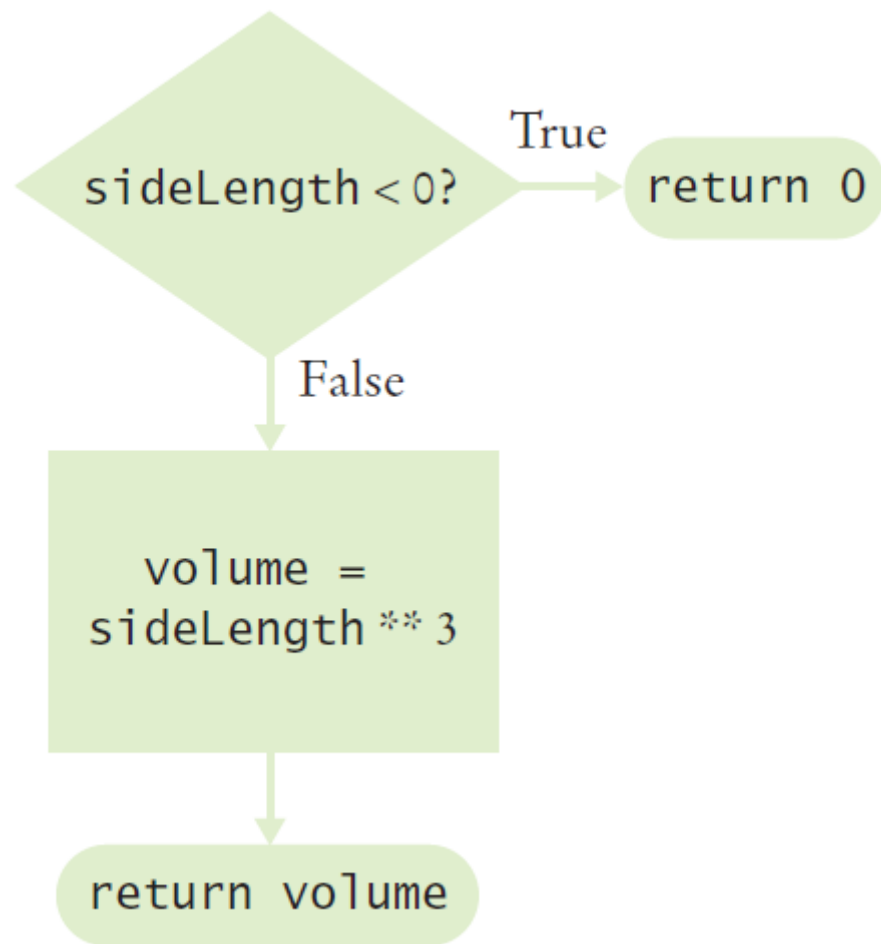 sideLength < 0?
True
return 0
False
volume =
sideLength ** 3
return volume